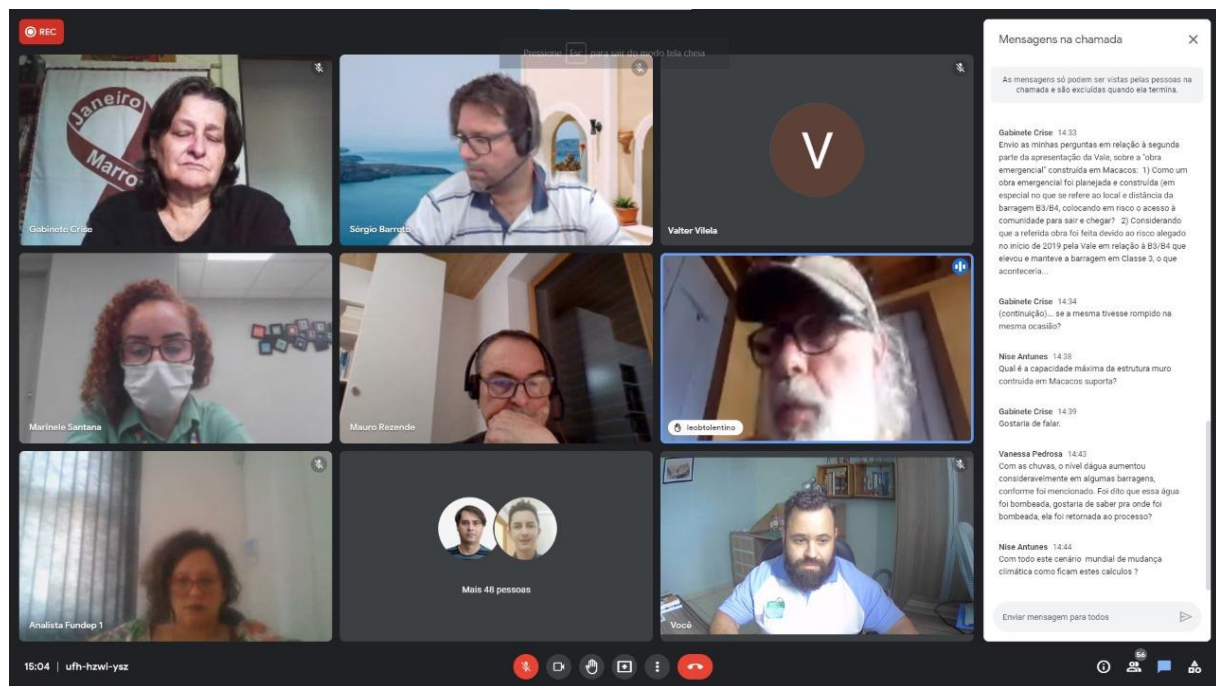 REC
Pressione Esc para sair do modo tela cheia
Janeiro
Marro
Gabinete Crise
Sérgio Barrota
V
Valter Vilela
Marinele Santana
Mauro Rezende
leobtolentino
Analista Fundep 1
Mais 48 pessoas
Você
15:04 | ufh-hzwi-ysz
56
Mensagens na chamada
As mensagens só podem ser vistas pelas pessoas na
chamada e são excluídas quando ela termina.
Gabinete Crise 14:33
Envio as minhas perguntas em relação à segunda
parte da apresentação da Vale, sobre a "obra
emergencial" construída em Macacos: 1) Como um
obra emergencial foi planejada e construída (em
especial no que se refere ao local e distância da
barragem B3/B4, colocando em risco o acesso à
comunidade para sair e chegar? 2) Considerando
que a referida obra foi feita devido ao risco alegado
no início de 2019 pela Vale em relação à B3/B4 que
elevou e manteve a barragem em Classe 3, o que
aconteceria...
Gabinete Crise 14:34
(continuição)... se a mesma tivesse rompido na
mesma ocasião?
Nise Antunes 14:38
Qual é a capacidade máxima da estrutura muro
contruída em Macacos suporta?
Gabinete Crise 14:39
Gostaria de falar.
Vanessa Pedrosa 14:43
Com as chuvas, o nível dágua aumentou
consideravelmente em algumas barragens,
conforme foi mencionado. Foi dito que essa água
foi bombeada, gostaria de saber pra onde foi
bombeada, ela foi retornada ao processo?
Nise Antunes 14:44
Com todo este cenário mundial de mudança
climática como ficam estes calculos ?
Enviar mensagem para todos